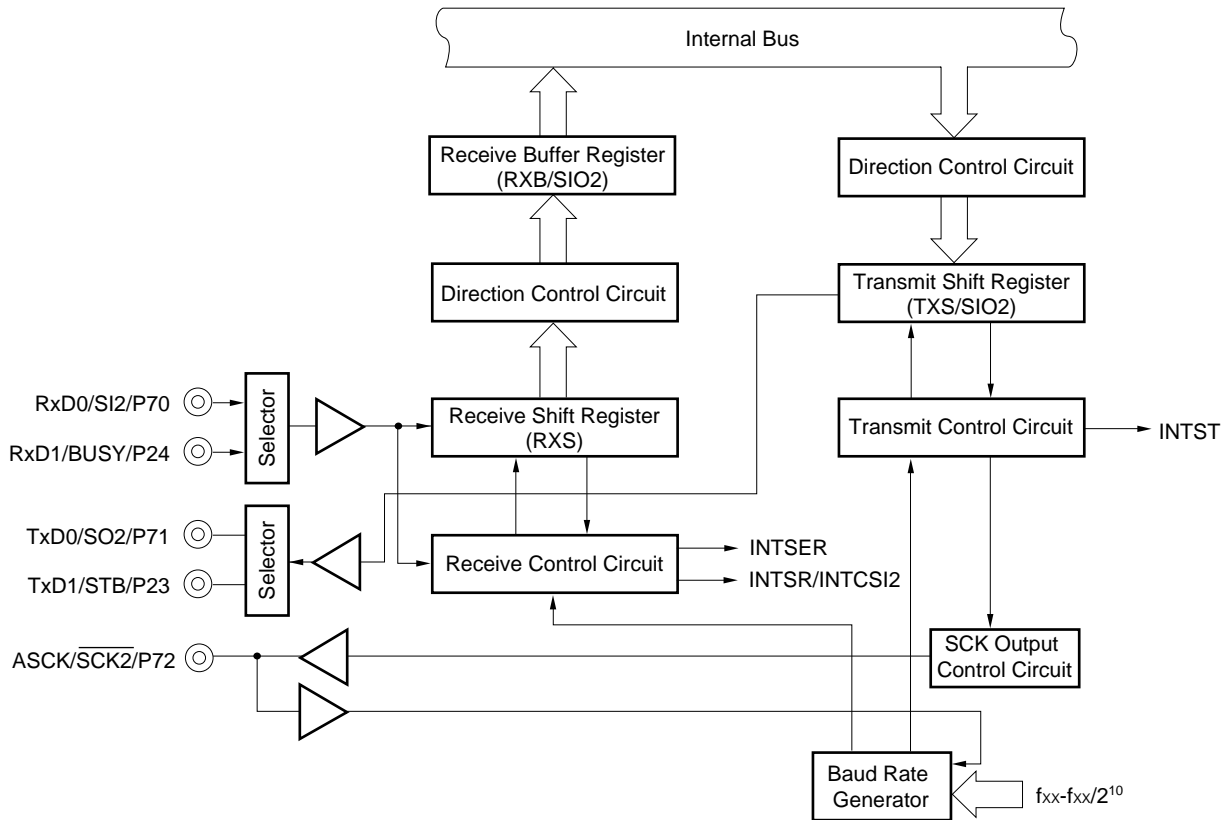 Internal Bus
Receive Buffer Register
(RXB/SIO2)
Direction Control Circuit
Direction Control Circuit
Transmit Shift Register
(TXS/SIO2)
RxD0/SI2/P70
RxD1/BUSY/P24
Selector
Receive Shift Register
(RXS)
Transmit Control Circuit
INTST
TxD0/SO2/P71
TxD1/STB/P23
Selector
Receive Control Circuit
INTSER
INTSR/INTCSI2
ASCK/S̅C̅K̅2̅/P72
SCK Output
Control Circuit
Baud Rate
Generator
fxx-fxx/2¹⁰